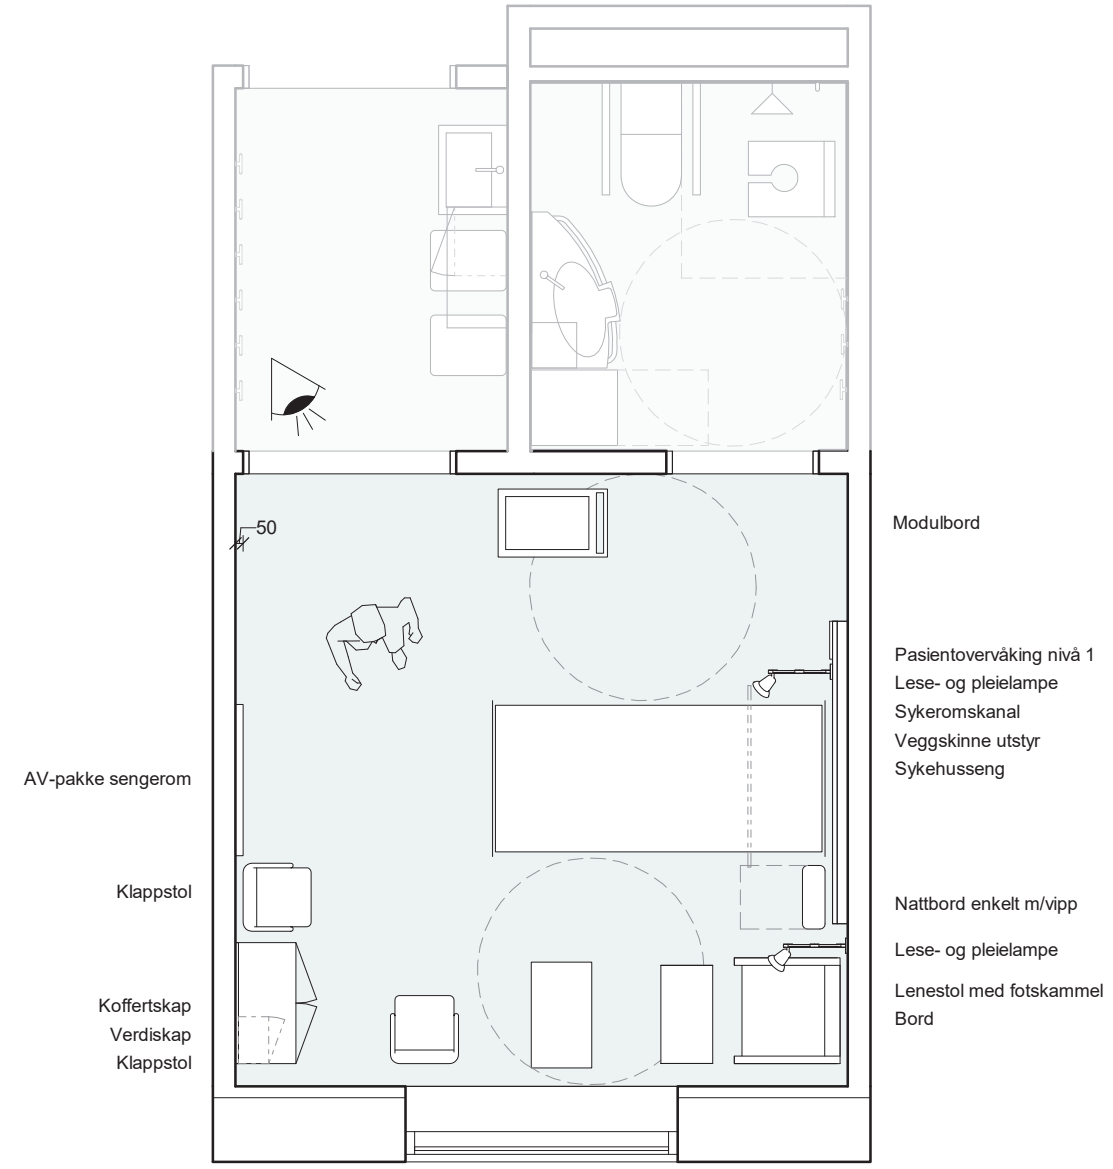 50
Modulbord
Pasientovervåking nivå 1
Lese- og pleielampe
Sykeromskanal
Veggskinne utstyr
Sykehusseng
AV-pakke sengerom
Klappstol
Nattbord enkelt m/vipp
Lese- og pleielampe
Lenestol med fotskammel
Bord
Koffertskap
Verdiskap
Klappstol